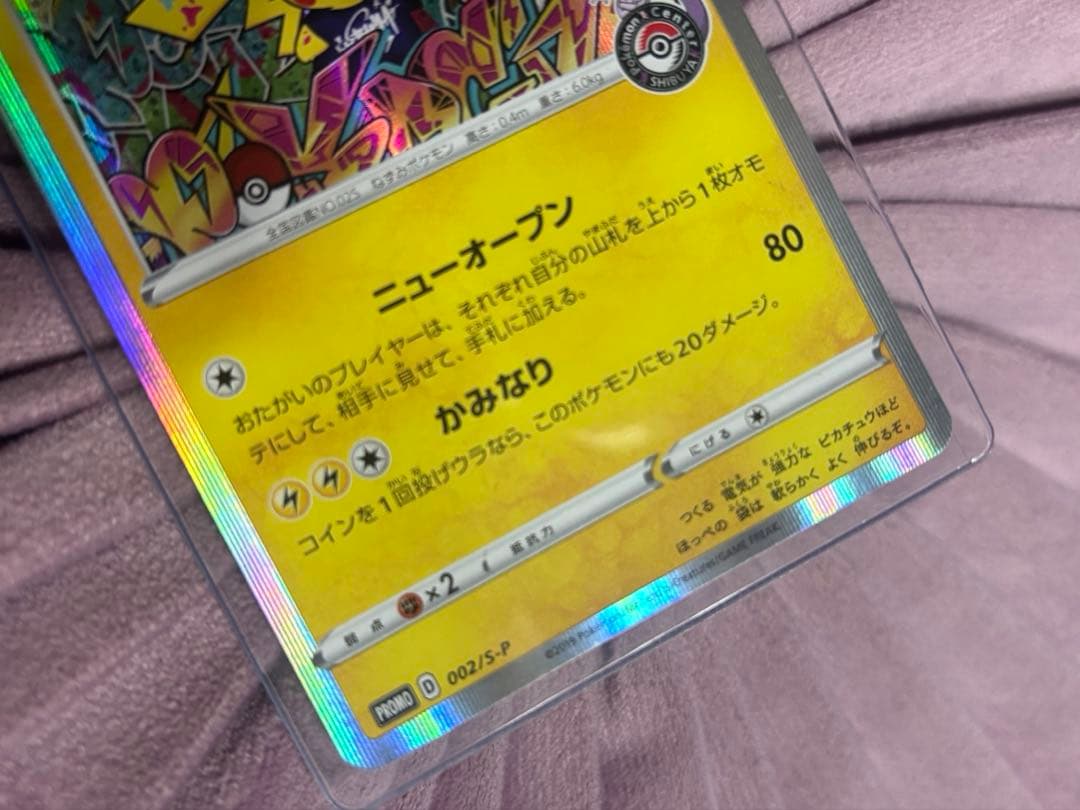 Pokémon Center
SHIBUYA
全国図鑑NO.025 ねずみポケモン 高さ:0.4m 重さ:6.0kg
ニューオープン
おたがいのプレイヤーは、それぞれ自分の山札を上から1枚オモ
テにして、相手に見せて、手札に加える。
かみなり 80
コインを1回投げウラなら、このポケモンにも20ダメージ。
弱点 ×2 抵抗力 にげる
つくる 電気が 強力な ピカチュウほど
ほっぺの 袋は 軟らかく よく 伸びるぞ。
PROMO D 002/S-P
©2019 Pokémon/Nintendo/Creatures/GAME FREAK